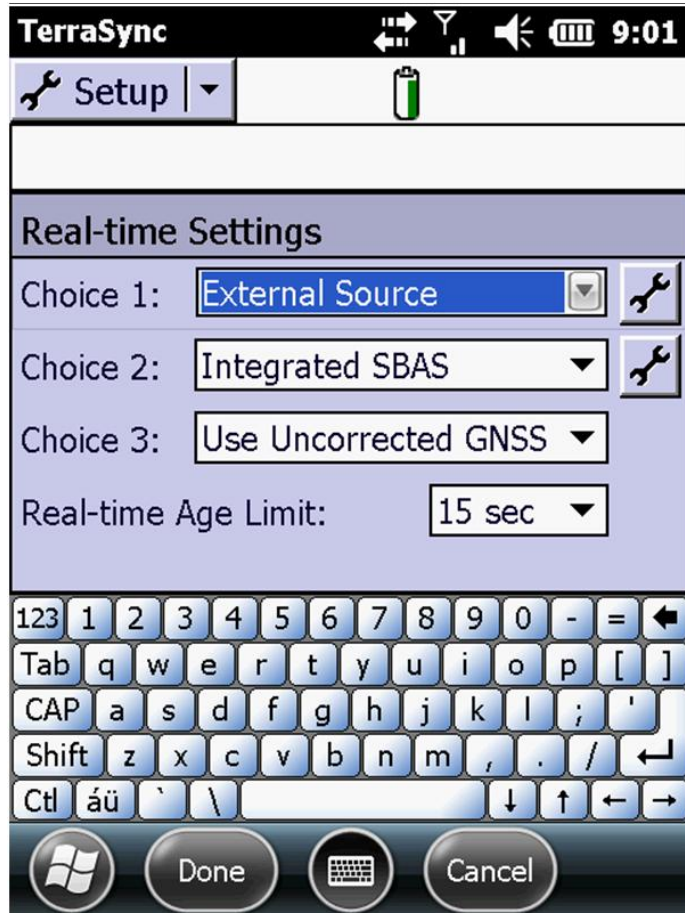 TerraSync 9:01
Setup
Real-time Settings
Choice 1: External Source
Choice 2: Integrated SBAS
Choice 3: Use Uncorrected GNSS
Real-time Age Limit: 15 sec
123 1 2 3 4 5 6 7 8 9 0 - =
Tab q w e r t y u i o p [ ]
CAP a s d f g h j k l ; '
Shift z x c v b n m , . /
Ctl áü ` \
Done Cancel